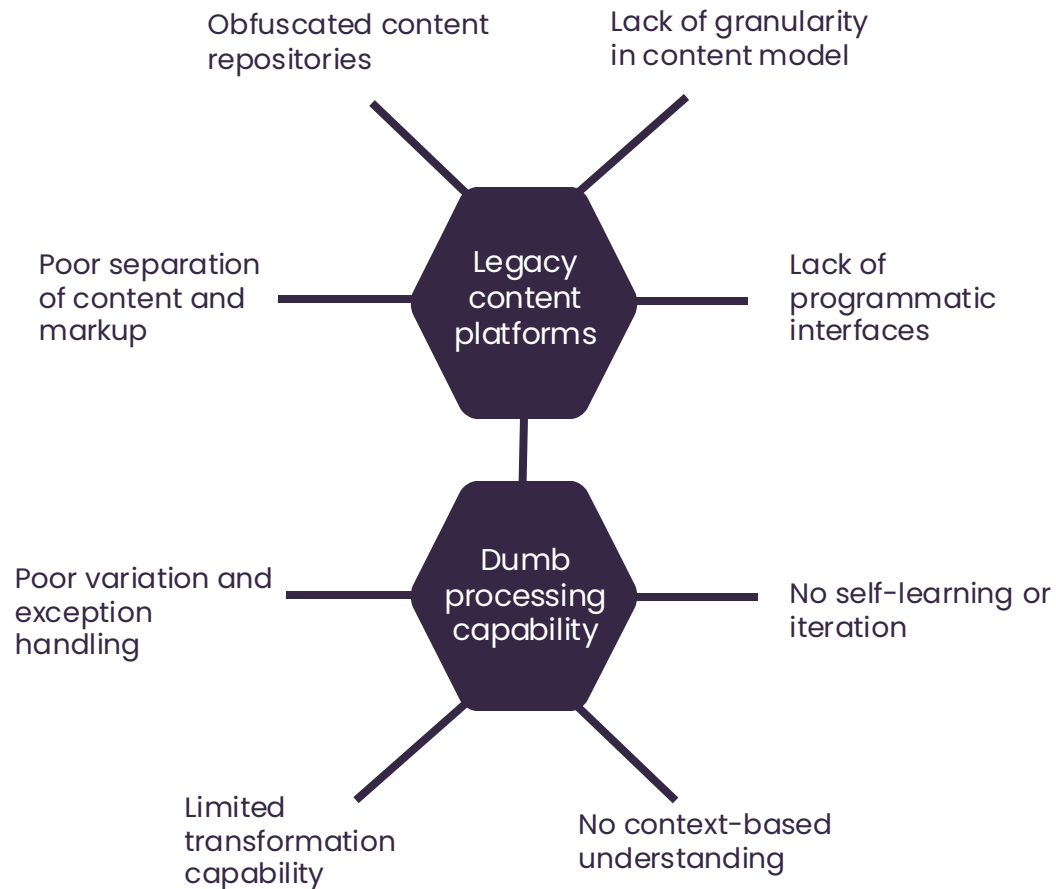 Obfuscated content
repositories
Lack of granularity
in content model
Poor separation
of content and
markup
Legacy
content
platforms
Lack of
programmatic
interfaces
Poor variation and
exception
handling
Dumb
processing
capability
No self-learning or
iteration
Limited
transformation
capability
No context-based
understanding